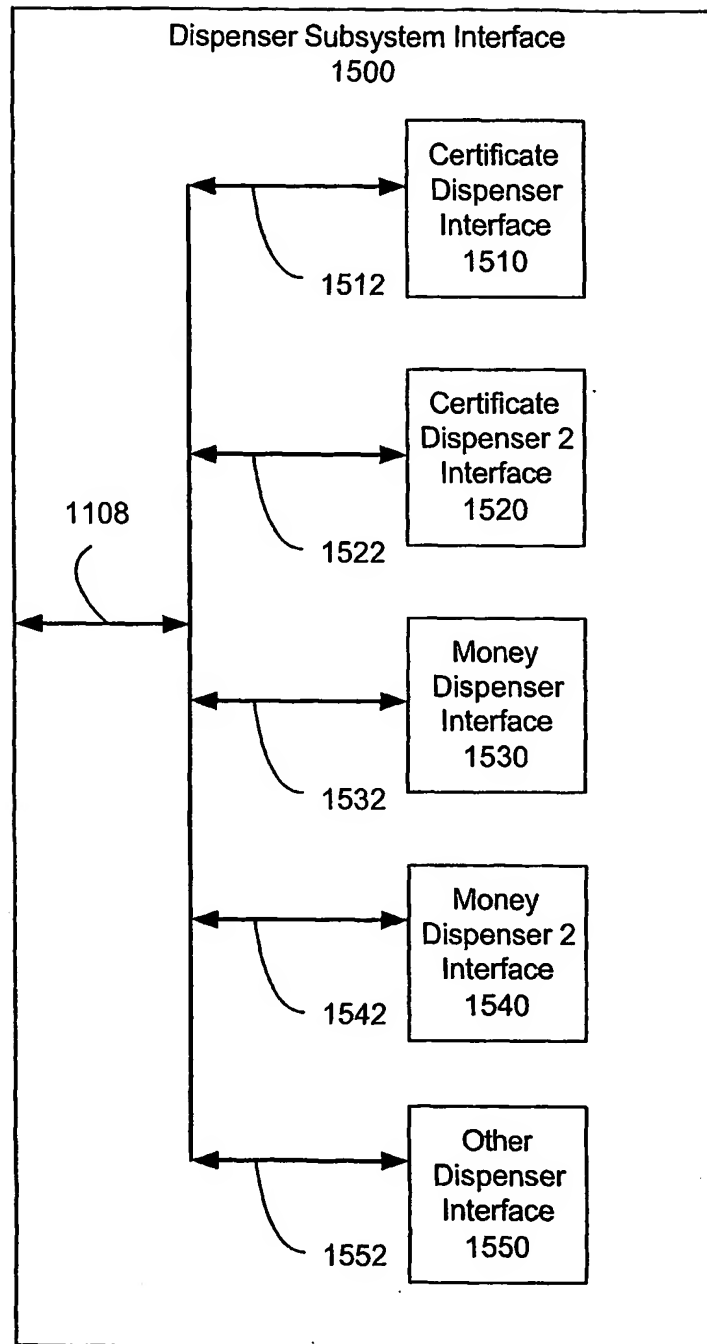 Dispenser Subsystem Interface
1500
Certificate
Dispenser
Interface
1510
1512
Certificate
Dispenser 2
Interface
1520
1522
1108
Money
Dispenser
Interface
1530
1532
Money
Dispenser 2
Interface
1540
1542
Other
Dispenser
Interface
1550
1552